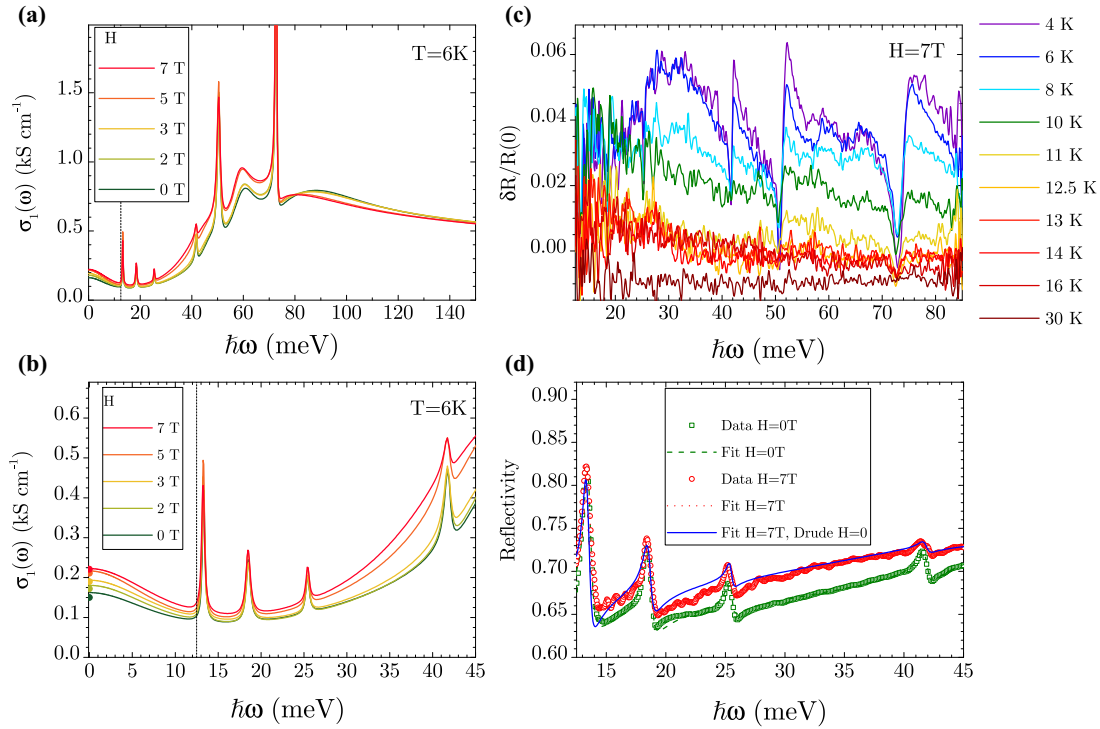 (a)
H
7 T
5 T
3 T
2 T
0 T
T=6K
σ₁(ω) (kS cm⁻¹)
1.5
1.0
0.5
0.0
0 20 40 60 80 100 120 140
ℏω (meV)
(c)
H=7T
δR/R(0)
0.06
0.04
0.02
0.00
20 30 40 50 60 70 80
ℏω (meV)
4 K
6 K
8 K
10 K
11 K
12.5 K
13 K
14 K
16 K
30 K
(b)
H
7 T
5 T
3 T
2 T
0 T
T=6K
σ₁(ω) (kS cm⁻¹)
0.6
0.5
0.4
0.3
0.2
0.1
0.0
0 5 10 15 20 25 30 35 40 45
ℏω (meV)
(d)
Data H=0T
Fit H=0T
Data H=7T
Fit H=7T
Fit H=7T, Drude H=0
Reflectivity
0.90
0.85
0.80
0.75
0.70
0.65
0.60
15 20 25 30 35 40 45
ℏω (meV)